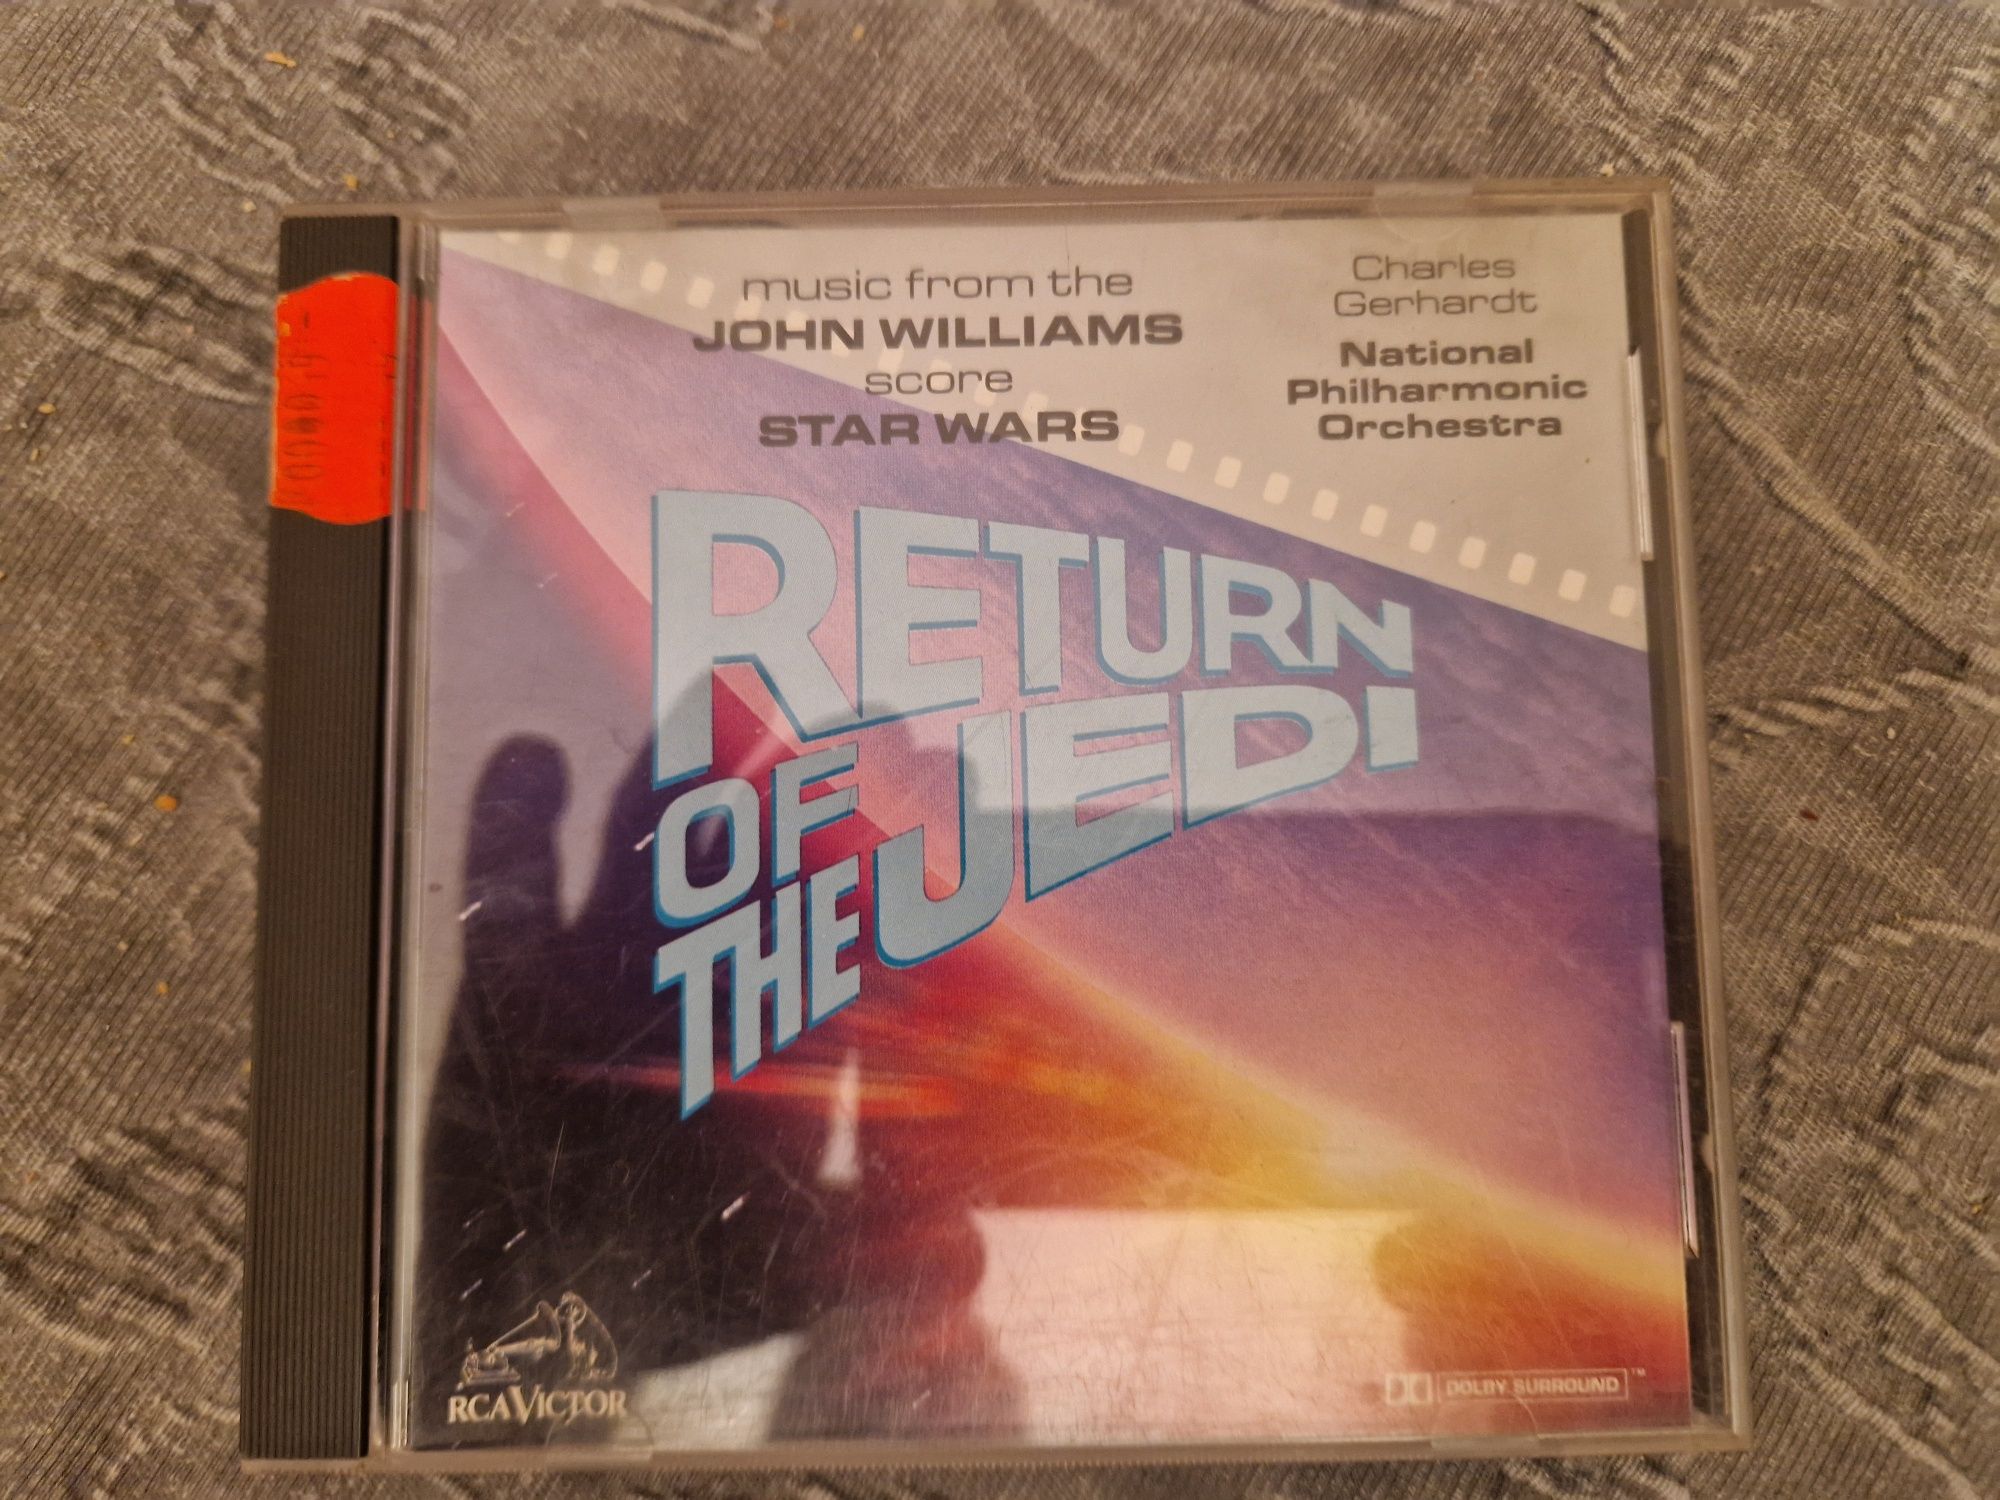 music from the
JOHN WILLIAMS
score
STAR WARS
Charles
Gerhardt
National
Philharmonic
Orchestra
RETURN
OF
THE
JEDI
RCA VICTOR
DOLBY SURROUND ™